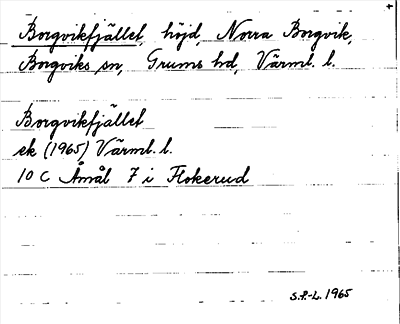 Borgvikfjället, höjd, Norra Borgvik,
Borgviks sn, Grums hd, Värml. l.
Borgvikfjället
ek (1965) Värml. l.
10 C Åmål 7 i Flokerud
S.P.-L. 1965